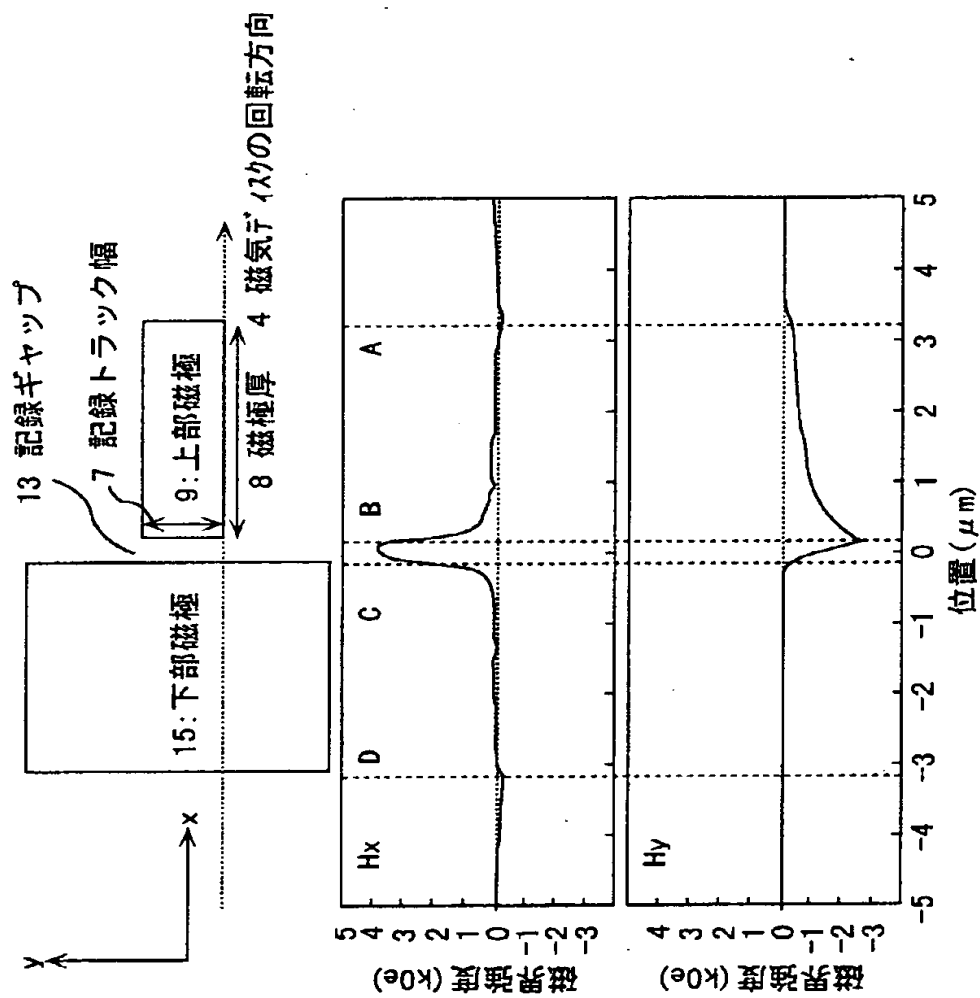 13 記録ギャップ
7 記録トラック幅
9:上部磁極
15:下部磁極
8 磁極厚
4 磁気ディスクの回転方向
y
x
Hx
D
C
B
A
5
4
3
2
1
0
-1
-2
-3
磁界強度(kOe)
Hy
4
3
2
1
0
-1
-2
-3
磁界強度(kOe)
-5
-4
-3
-2
-1
0
1
2
3
4
5
位置(μm)